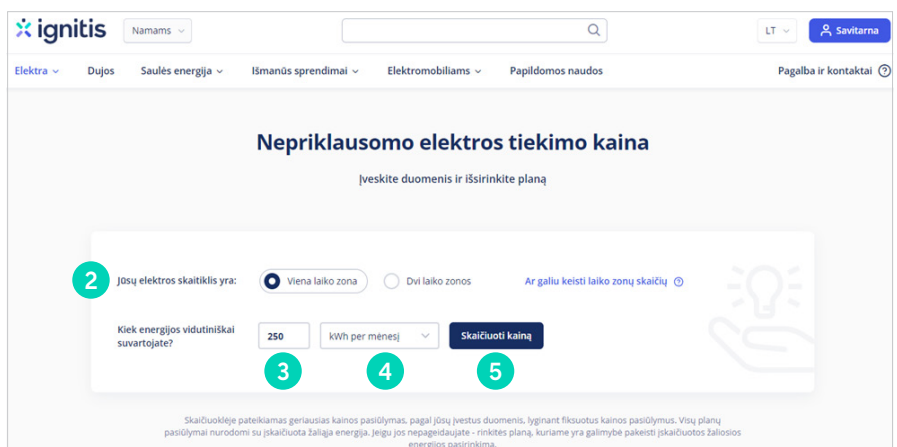 ignitis
Namams
LT
Savitarna
Elektra
Dujos
Saulės energija
Išmanūs sprendimai
Elektromobiliams
Papildomos naudos
Pagalba ir kontaktai ?
Nepriklausomo elektros tiekimo kaina
Įveskite duomenis ir išsirinkite planą
2
Jūsų elektros skaitiklis yra:
Viena laiko zona
Dvi laiko zonos
Ar galiu keisti laiko zonų skaičių ?
Kiek energijos vidutiniškai
suvartojate?
250
kWh per mėnesį
Skaičiuoti kainą
3
4
5
Skaičiuoklėje pateikiamas geriausias kainos pasiūlymas, pagal jūsų įvestus duomenis, lyginant fiksuotus kainos pasiūlymus. Visų planų
pasiūlymai nurodomi su įskaičiuota žaliąja energija. Jeigu jos nepageidaujate - rinkitės planą, kuriame yra galimybė pakeisti įskaičiuotos žaliosios
energijos pasirinkimą.